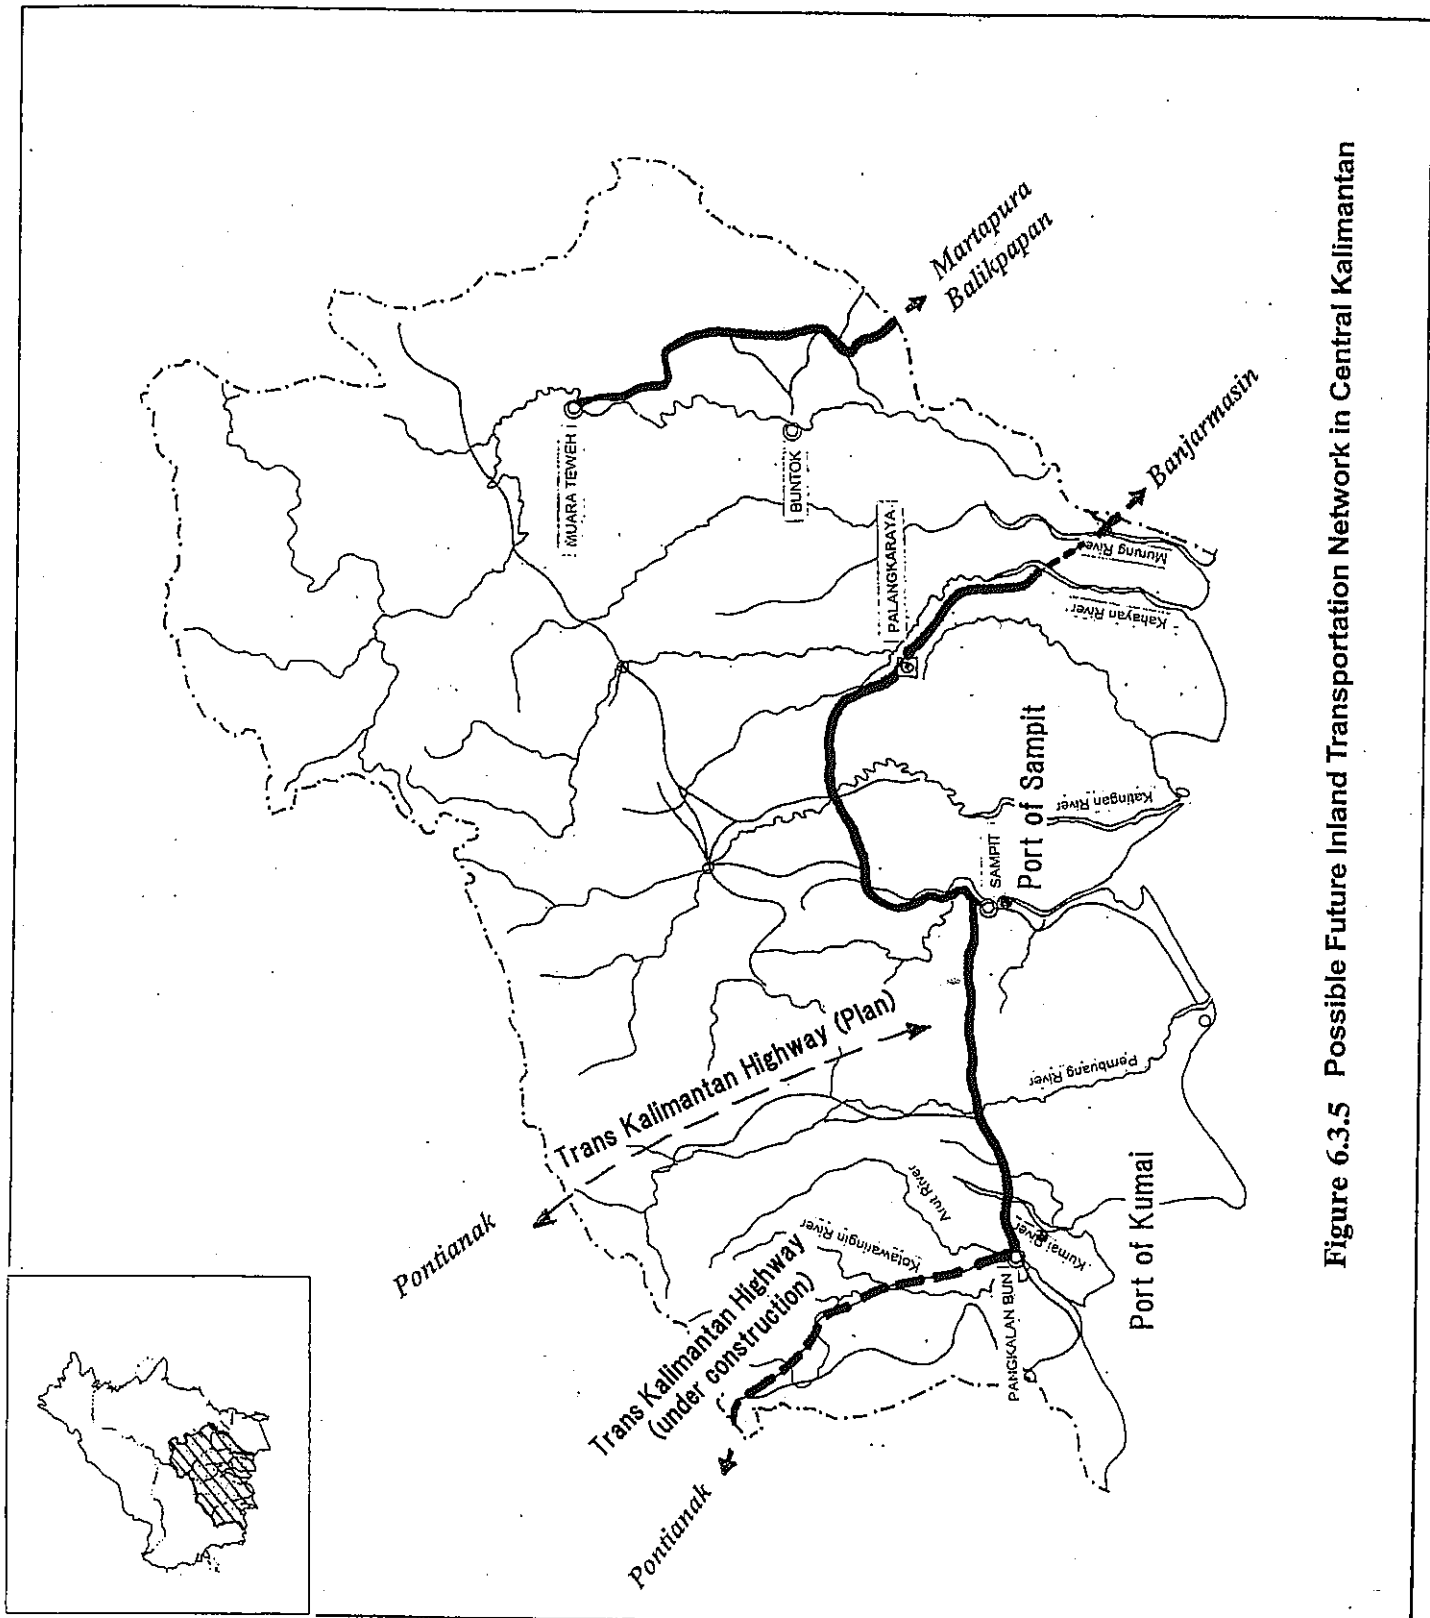 Pontianak
Trans Kalimantan Highway (Plan)
Pontianak
Trans Kalimantan Highway
(under construction)
Kotawaringin River
Arut River
PANGKALAN BUN
Kumai River
Port of Kumai
Pembuang River
SAMPIT
Port of Sampit
Katingan River
PALANGKARAYA
Kahayan River
Murung River
Banjarmasin
MUARA TEWEH
BUNTOK
Martapura
Balikpapan
Figure 6.3.5 Possible Future Inland Transportation Network in Central Kalimantan